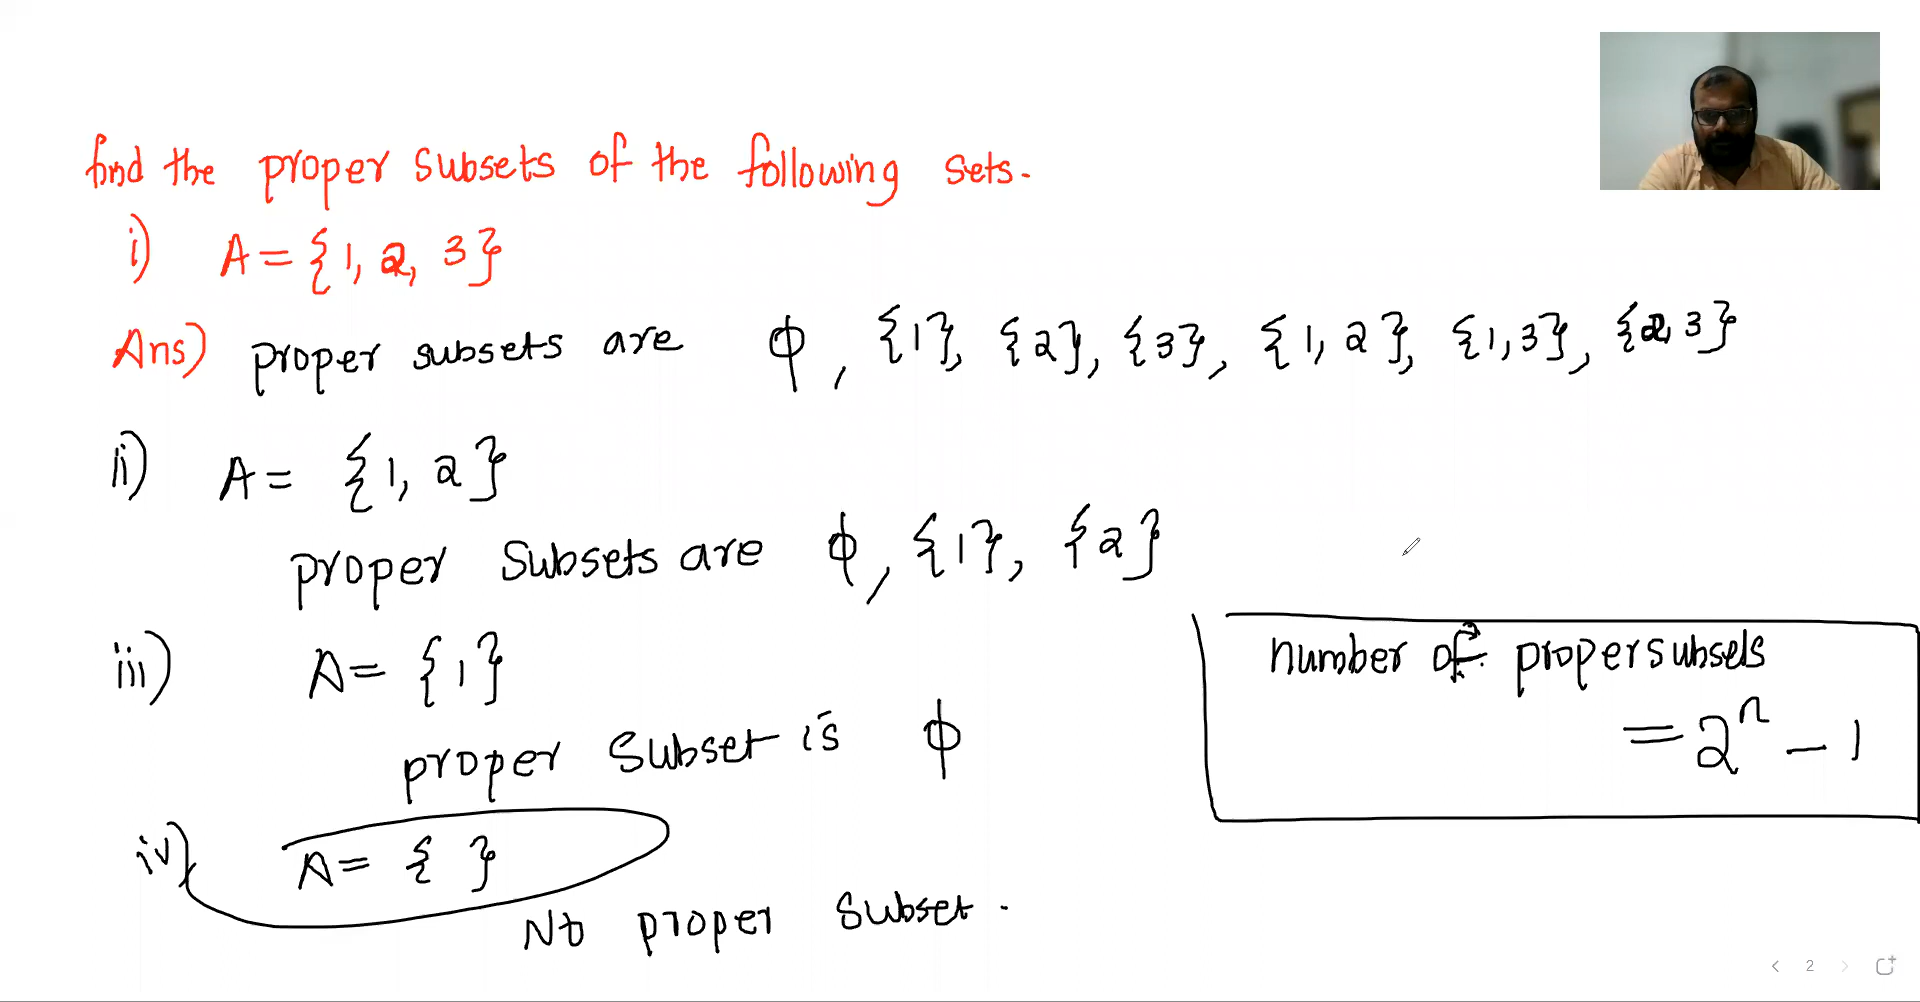 find the proper subsets of the following sets.
i) A = {1, 2, 3}
Ans) proper subsets are ϕ, {1}, {2}, {3}, {1, 2}, {1,3}, {2,3}
ii) A = {1, 2}
proper subsets are ϕ, {1}, {2}
iii) A = {1}
proper subset is ϕ
iv) A = { }
No proper subset.
number of proper subsets
= 2ⁿ - 1
2